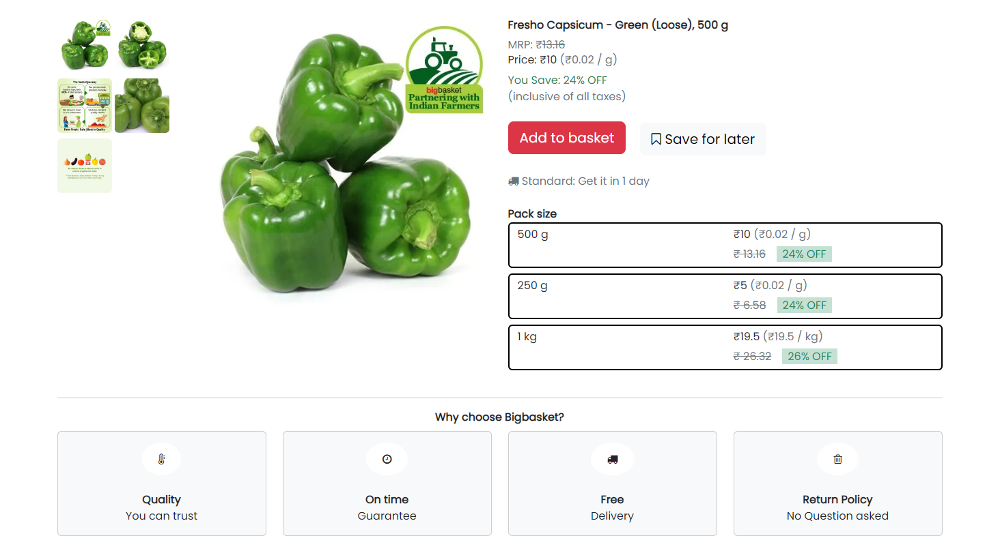 Fresho Capsicum - Green (Loose), 500 g
MRP: ₹13.16
Price: ₹10 (₹0.02 / g)
You Save: 24% OFF
(inclusive of all taxes)
Add to basket
Save for later
Standard: Get it in 1 day
bigbasket
Partnering with
Indian Farmers
Pack size
500 g
₹10 (₹0.02 / g)
₹ 13.16 24% OFF
250 g
₹5 (₹0.02 / g)
₹ 6.58 24% OFF
1 kg
₹19.5 (₹19.5 / kg)
₹ 26.32 26% OFF
Why choose Bigbasket?
Quality
You can trust
On time
Guarantee
Free
Delivery
Return Policy
No Question asked